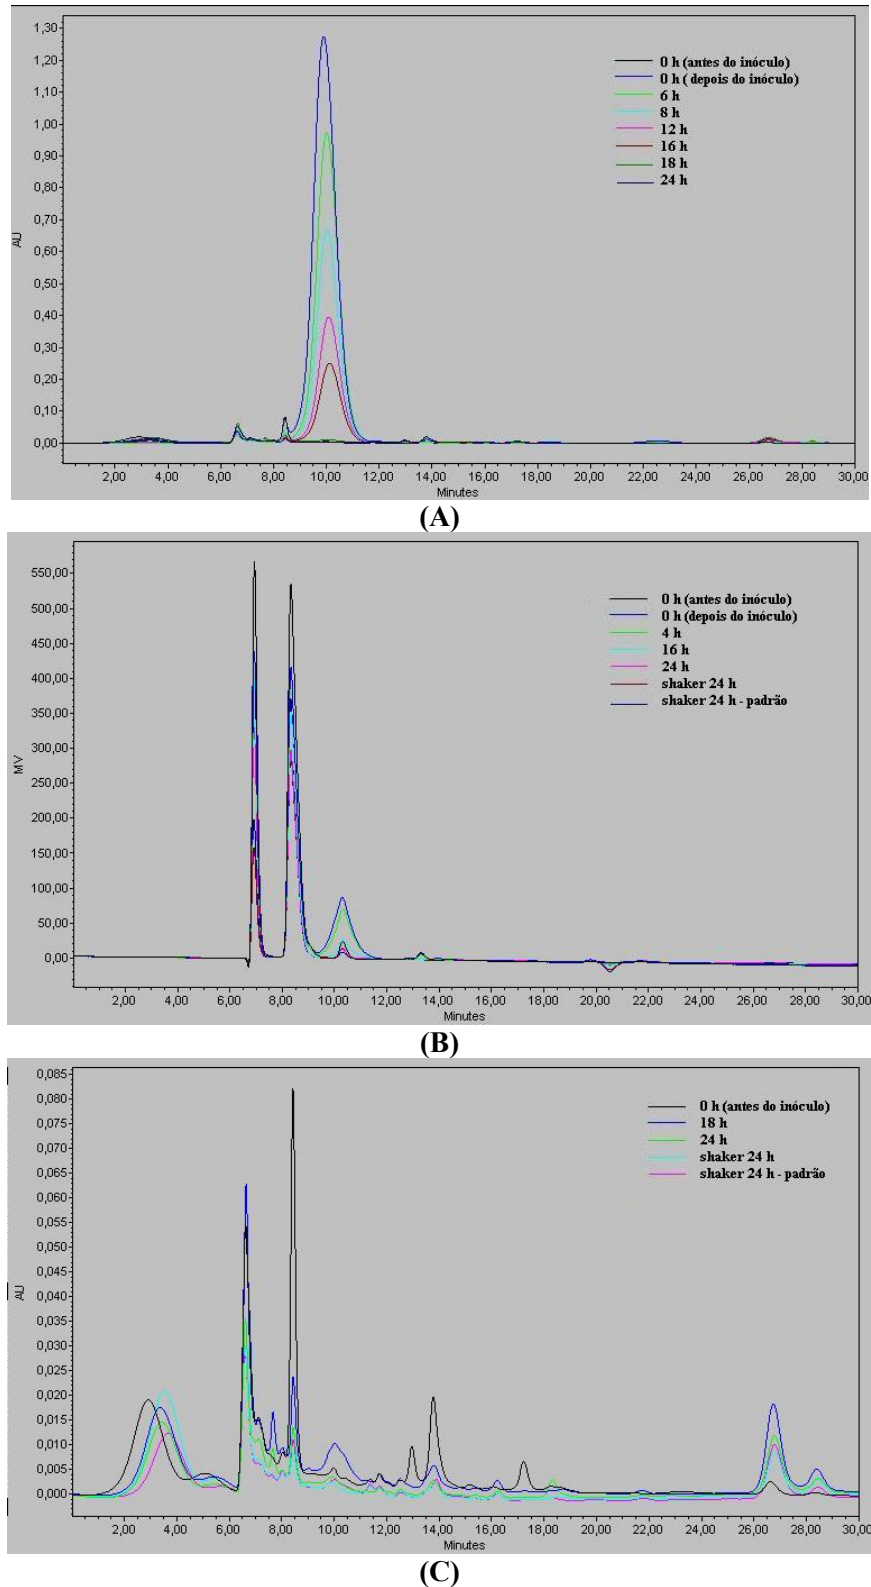 1,30
1,20
1,10
1,00
0,90
0,80
0,70
0,60
0,50
0,40
0,30
0,20
0,10
0,00
AU
0 h (antes do inóculo)
0 h ( depois do inóculo)
6 h
8 h
12 h
16 h
18 h
24 h
2,00 4,00 6,00 8,00 10,00 12,00 14,00 16,00 18,00 20,00 22,00 24,00 26,00 28,00 30,00
Minutes
(A)
550,00
500,00
450,00
400,00
350,00
300,00
250,00
200,00
150,00
100,00
50,00
0,00
MV
0 h (antes do inóculo)
0 h (depois do inóculo)
4 h
16 h
24 h
shaker 24 h
shaker 24 h - padrão
2,00 4,00 6,00 8,00 10,00 12,00 14,00 16,00 18,00 20,00 22,00 24,00 26,00 28,00 30,00
Minutes
(B)
0,085
0,080
0,075
0,070
0,065
0,060
0,055
0,050
0,045
0,040
0,035
0,030
0,025
0,020
0,015
0,010
0,005
0,000
AU
0 h (antes do inóculo)
18 h
24 h
shaker 24 h
shaker 24 h - padrão
2,00 4,00 6,00 8,00 10,00 12,00 14,00 16,00 18,00 20,00 22,00 24,00 26,00 28,00 30,00
Minutes
(C)